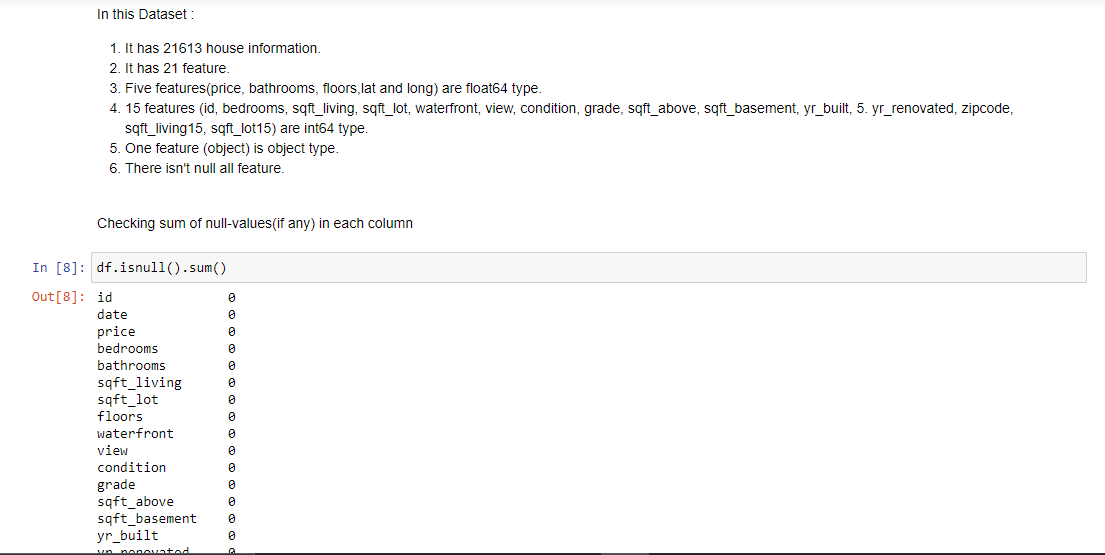 In this Dataset :
1. It has 21613 house information.
2. It has 21 feature.
3. Five features(price, bathrooms, floors,lat and long) are float64 type.
4. 15 features (id, bedrooms, sqft_living, sqft_lot, waterfront, view, condition, grade, sqft_above, sqft_basement, yr_built, 5. yr_renovated, zipcode,
sqft_living15, sqft_lot15) are int64 type.
5. One feature (object) is object type.
6. There isn't null all feature.
Checking sum of null-values(if any) in each column
In [8]: df.isnull().sum()
Out[8]: id 0
date 0
price 0
bedrooms 0
bathrooms 0
sqft_living 0
sqft_lot 0
floors 0
waterfront 0
view 0
condition 0
grade 0
sqft_above 0
sqft_basement 0
yr_built 0
yr_renovated 0